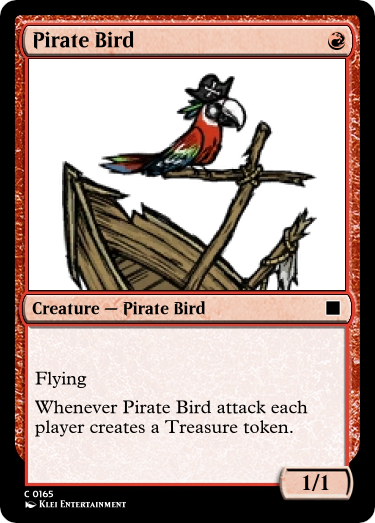 Pirate Bird
Creature — Pirate Bird
Flying
Whenever Pirate Bird attack each
player creates a Treasure token.
1/1
C 0165
Klei Entertainment